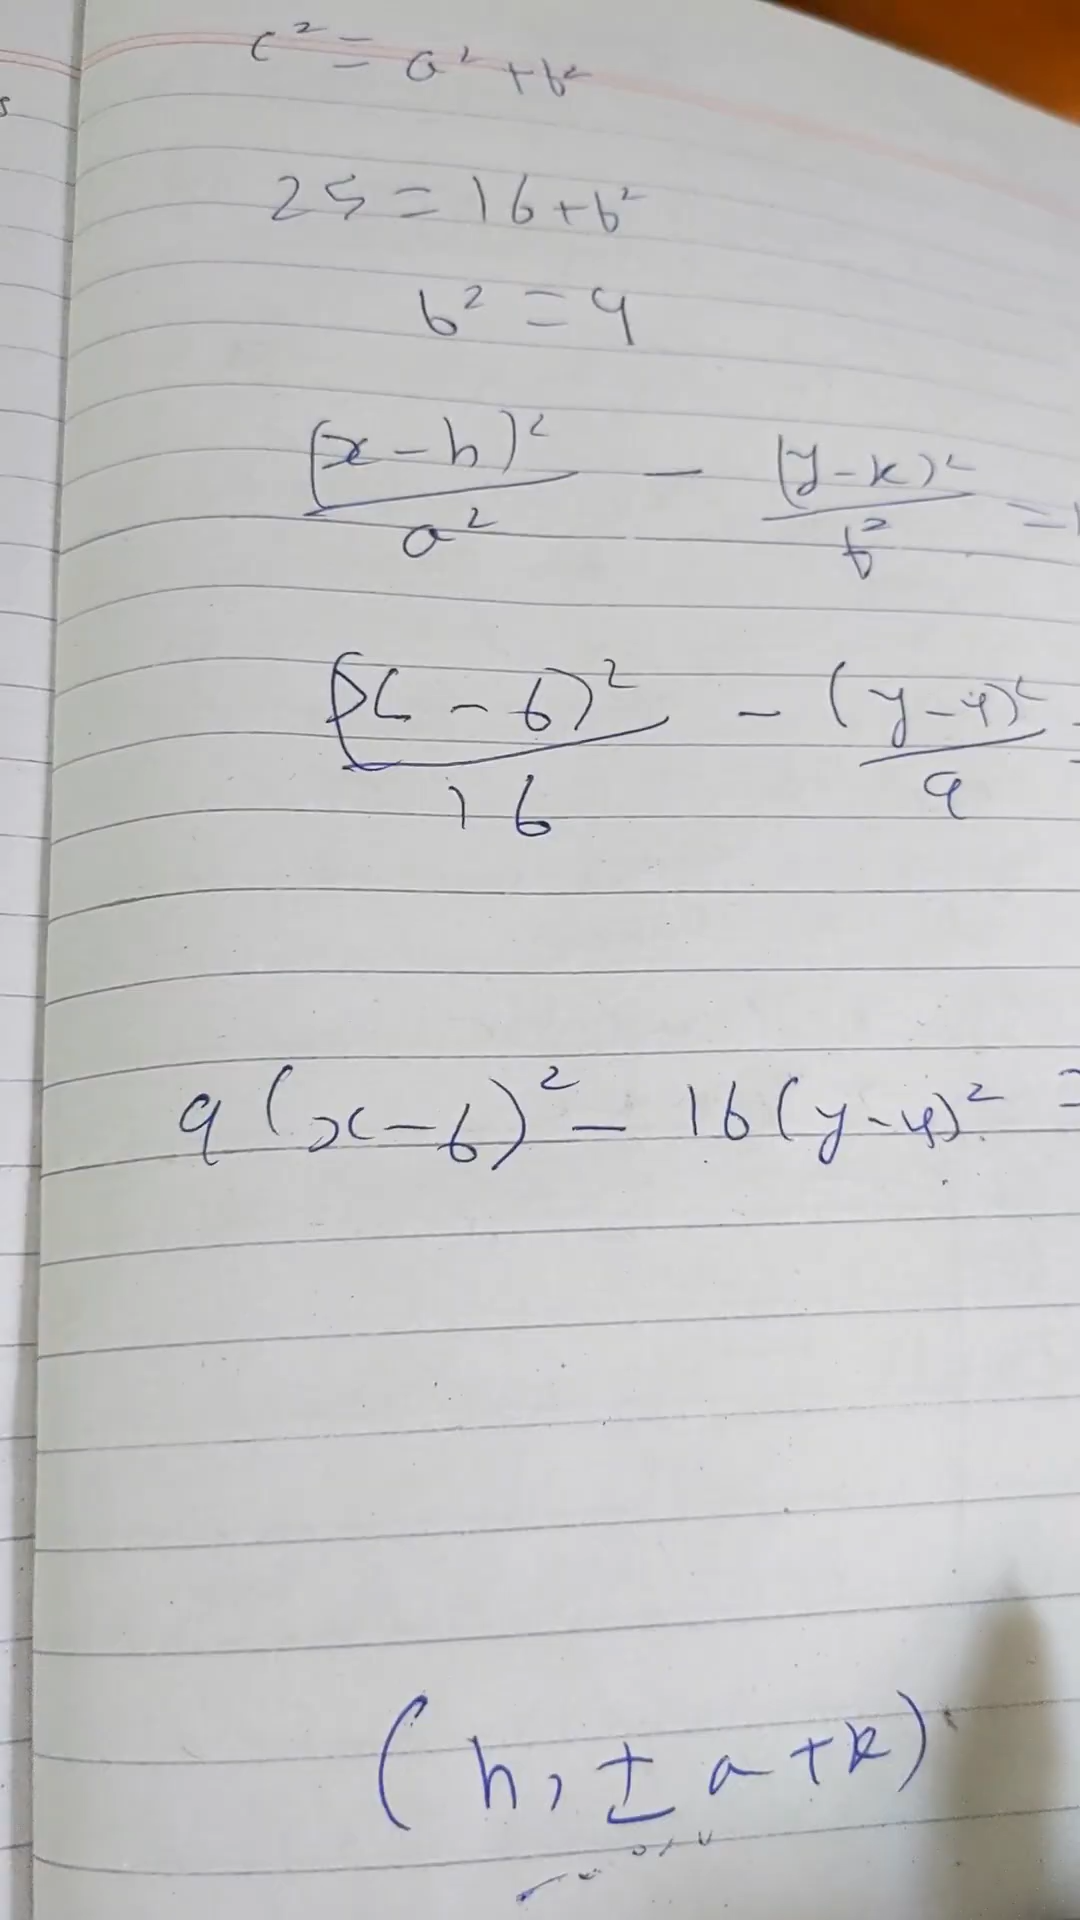 c² = a² + b²
25 = 16 + b²
b² = 9
(x - h)² / a² - (y - k)² / b² = 1
(x - 6)² / 16 - (y - 4)² / 9 =
9 (x - 6)² - 16 (y - 4)² =
(h, ± a + k)